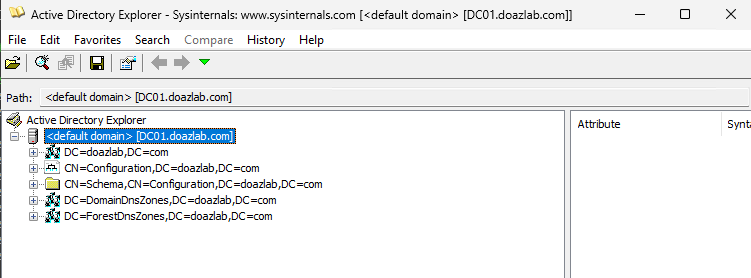 Active Directory Explorer - Sysinternals: www.sysinternals.com [<default domain> [DC01.doazlab.com]]
File Edit Favorites Search Compare History Help
Path: <default domain> [DC01.doazlab.com]
Active Directory Explorer
<default domain> [DC01.doazlab.com]
DC=doazlab,DC=com
CN=Configuration,DC=doazlab,DC=com
CN=Schema,CN=Configuration,DC=doazlab,DC=com
DC=DomainDnsZones,DC=doazlab,DC=com
DC=ForestDnsZones,DC=doazlab,DC=com
Attribute Synta